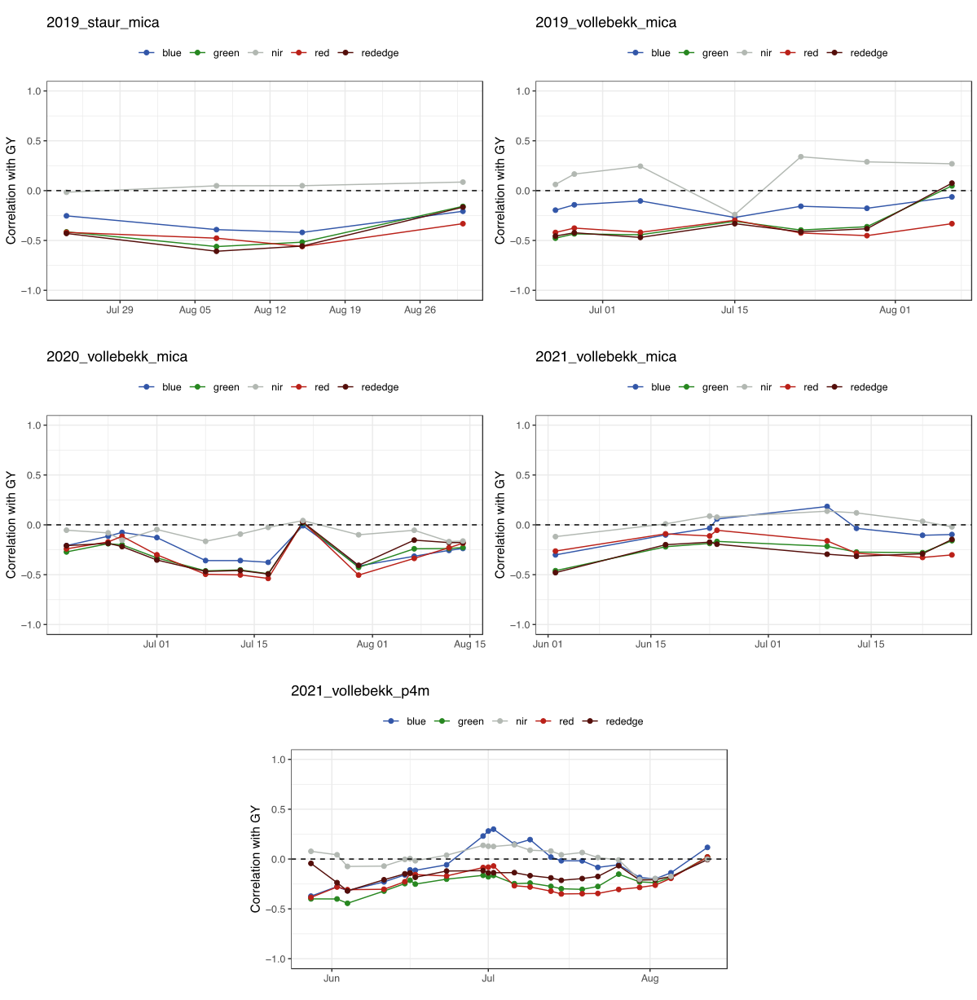 2019_staur_mica
blue green nir red rededge
Correlation with GY
1.0
0.5
0.0
−0.5
−1.0
Jul 29 Aug 05 Aug 12 Aug 19 Aug 26
2019_vollebekk_mica
blue green nir red rededge
Correlation with GY
1.0
0.5
0.0
−0.5
−1.0
Jul 01 Jul 15 Aug 01
2020_vollebekk_mica
blue green nir red rededge
Correlation with GY
1.0
0.5
0.0
−0.5
−1.0
Jul 01 Jul 15 Aug 01 Aug 15
2021_vollebekk_mica
blue green nir red rededge
Correlation with GY
1.0
0.5
0.0
−0.5
−1.0
Jun 01 Jun 15 Jul 01 Jul 15
2021_vollebekk_p4m
blue green nir red rededge
Correlation with GY
1.0
0.5
0.0
−0.5
−1.0
Jun Jul Aug